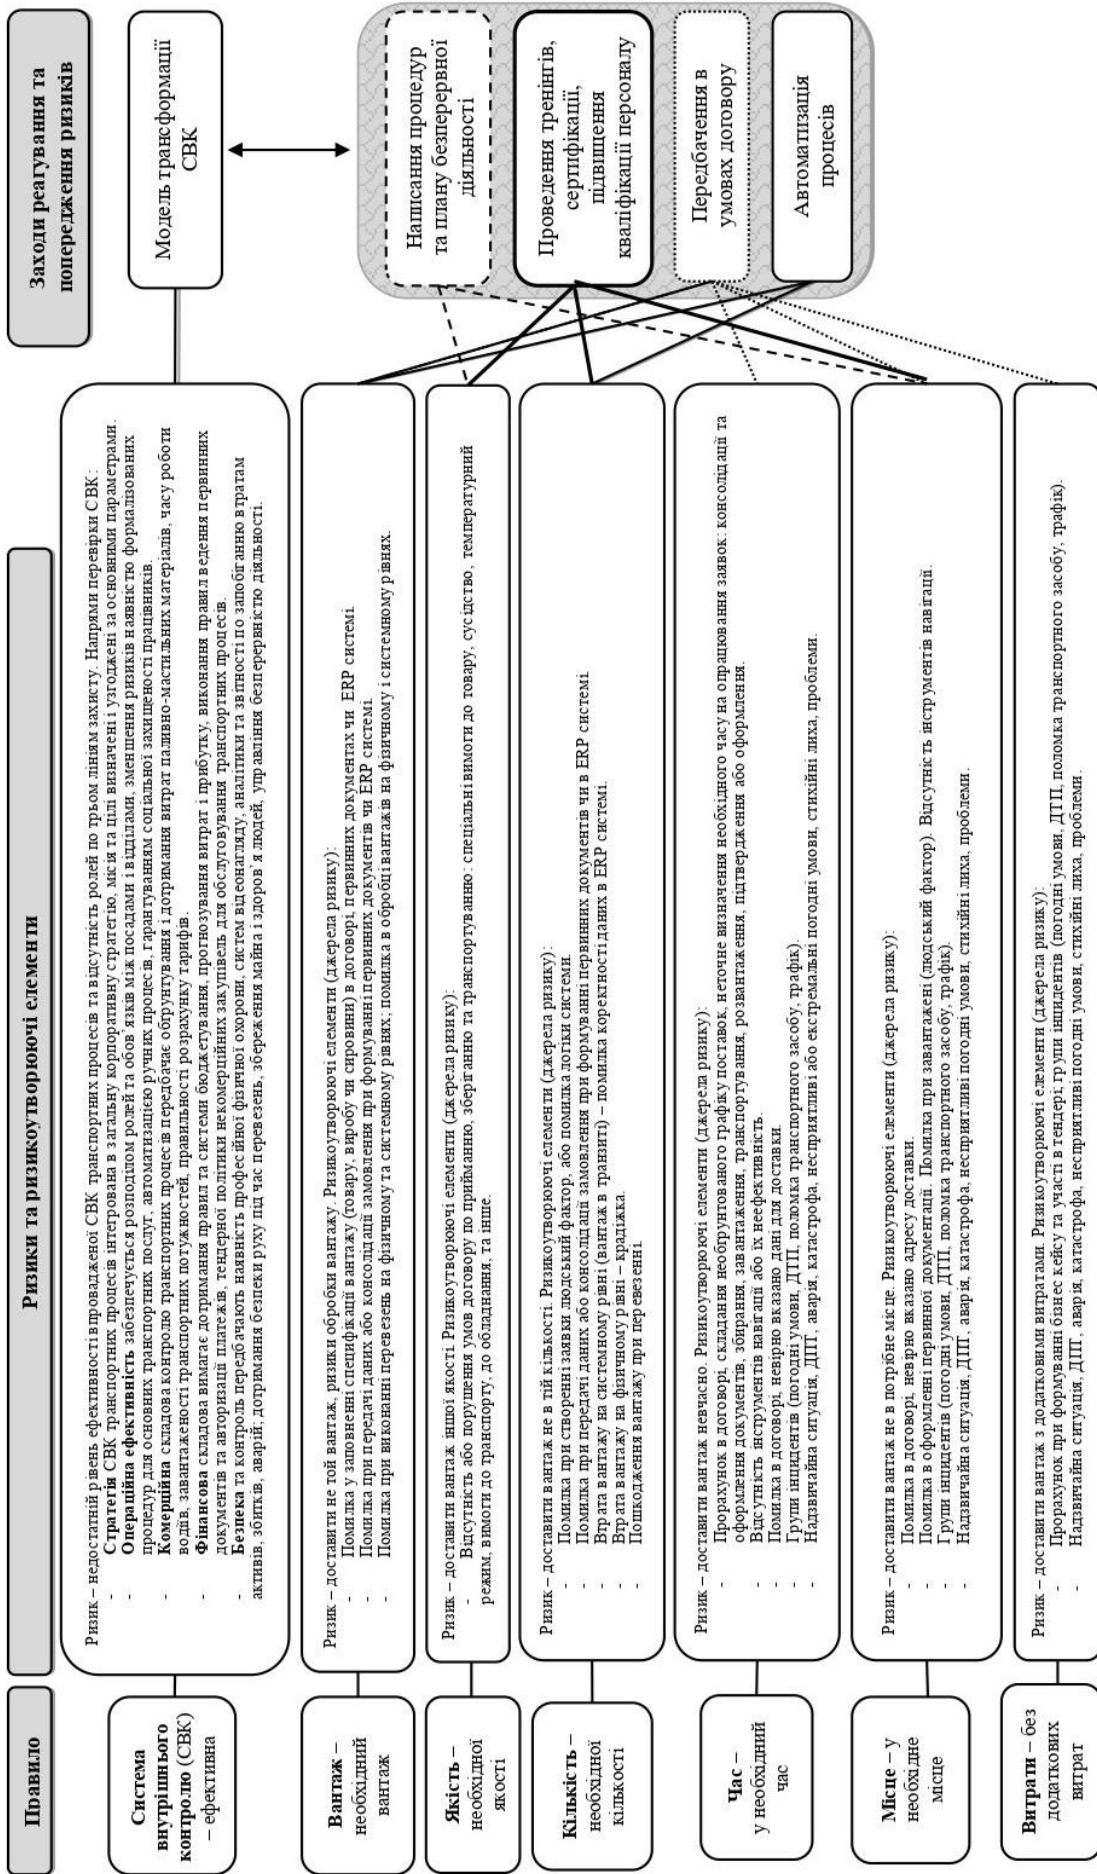 Правило
Ризики та ризикоутворюючі елементи
Заходи реагування та
попередження ризиків
Система
внутрішнього
контролю (СВК)
– ефективна
Ризик – недостатній рівень ефективності впровадженої СВК транспортних процесів та відсутність ролей по трьом лініям захисту. Напрями перевірки СВК:
- Стратегія СВК транспортних процесів інтегрована в загальну корпоративну стратегію, місія та цілі визначені і узгоджені за основними параметрами.
- Операційна ефективність забезпечується розподілом ролей та обов'язків між посадами і відділами, зменшення ризиків наявністю формалізованих
процедур для основних транспортних послуг, автоматизацією ручних процесів, гарантуванням соціальної захищеності працівників.
- Комерційна складова контролю транспортних процесів передбачає обґрунтування і дотримання витрат паливно-мастильних матеріалів, часу роботи
водіїв, завантаженості транспортних потужностей, правильності розрахунку тарифів.
- Фінансова складова вимагає дотримання правил та системи бюджетування, прогнозування витрат і прибутку, виконання правил ведення первинних
документів та авторизації платежів, тендерної політики некомерційних закупівель для обслуговування транспортних процесів.
- Безпека та контроль передбачають наявність професійної фізичної охорони, систем відеонагляду, аналітики та звітності по запобіганню втратам
активів, збитків, аварій; дотримання безпеки руху під час перевезень, збереження майна і здоров'я людей, управління безперервністю діяльності.
Модель трансформації
СВК
Вантаж –
необхідний
вантаж
Ризик – доставити не той вантаж, ризики обробки вантажу. Ризикоутворюючі елементи (джерела ризику):
- Помилка у заповненні специфікації вантажу (товару, виробу чи сировини) в договорі, первинних документах чи ERP системі.
- Помилка при передачі даних або консолідації замовлення при формуванні первинних документів чи ERP системі.
- Помилка при виконанні перевезень на фізичному та системному рівнях; помилка в обробці вантажів на фізичному і системному рівнях.
Якість –
необхідної
якості
Ризик – доставити вантаж іншої якості. Ризикоутворюючі елементи (джерела ризику):
- Відсутність або порушення умов договору по прийманню, зберіганню та транспортуванню: спеціальні вимоги до товару, сусідство, температурний
режим, вимоги до транспорту, до обладнання, та інше.
Кількість –
необхідної
кількості
Ризик – доставити вантаж не в тій кількості. Ризикоутворюючі елементи (джерела ризику):
- Помилка при створенні заявки людський фактор, або помилка логіки системи.
- Помилка при передачі даних або консолідації замовлення при формуванні первинних документів чи в ERP системі.
- Втрата вантажу на системному рівні (вантаж в транзиті) – помилка коректності даних в ERP системі.
- Втрата вантажу на фізичному рівні – крадіжка.
- Пошкодження вантажу при перевезенні.
Час –
у необхідний
час
Ризик – доставити вантаж невчасно. Ризикоутворюючі елементи (джерела ризику):
- Прорахунок в договорі, складання необґрунтованого графіку поставок, неточне визначення необхідного часу на опрацювання заявок: консолідації та
оформлення документів, збирання, завантаження, транспортування, розвантаження, підтвердження або оформлення.
- Відсутність інструментів навігації або їх неефективність.
- Помилка в договорі, невірно вказано дані для доставки.
- Групи інцидентів (погодні умови, ДТП, поломка транспортного засобу, трафік).
- Надзвичайна ситуація, ДТП, аварія, катастрофа, несприятливі або екстремальні погодні умови, стихійні лиха, проблеми.
Місце – у
необхідне
місце
Ризик – доставити вантаж не в потрібне місце. Ризикоутворюючі елементи (джерела ризику):
- Помилка в договорі, невірно вказано адресу доставки.
- Помилка в оформленні первинної документації. Помилка при завантажені (людський фактор). Відсутність інструментів навігації.
- Групи інцидентів (погодні умови, ДТП, поломка транспортного засобу, трафік).
- Надзвичайна ситуація, ДТП, аварія, катастрофа, несприятливі погодні умови, стихійні лиха, проблеми.
Витрати – без
додаткових
витрат
Ризик – доставити вантаж з додатковими витратами. Ризикоутворюючі елементи (джерела ризику):
- Прорахунок при формуванні бізнес кейсу та участі в тендері; групи інцидентів (погодні умови, ДТП, поломка транспортного засобу, трафік).
- Надзвичайна ситуація, ДТП, аварія, катастрофа, несприятливі погодні умови, стихійні лиха, проблеми.
Написання процедур
та плану безперервної
діяльності
Проведення тренінгів,
сертифікації,
підвищення
кваліфікації персоналу
Передбачення в
умовах договору
Автоматизація
процесів